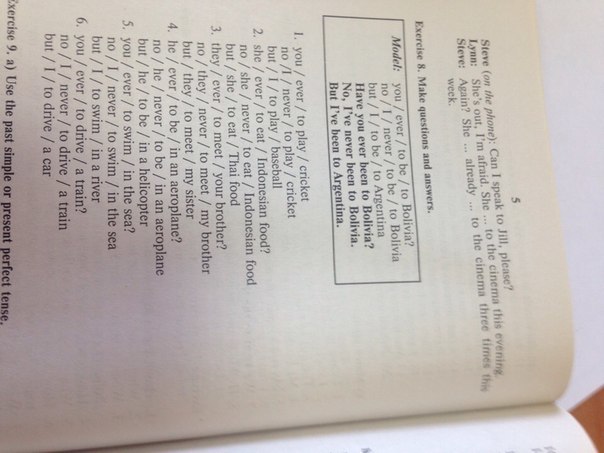 5
Steve (on the phone): Can I speak to Jill, please?
Lynn: She's out, I'm afraid. She ... to the cinema this evening.
Steve: Again? She ... already ... to the cinema three times this
week.
Exercise 8. Make questions and answers.
Model: you / ever / to be / to Bolivia?
no / I / never / to be / to Bolivia
but / I / to be / to Argentina
Have you ever been to Bolivia?
No, I've never been to Bolivia.
But I've been to Argentina.
1. you / ever / to play / cricket
no / I / never / to play / cricket
but / I / to play / baseball
2. she / ever / to eat / Indonesian food?
no / she / never / to eat / Indonesian food
but / she / to eat / Thai food
3. they / ever / to meet / your brother?
no / they / never / to meet / my brother
but / they / to meet / my sister
4. he / ever / to be / in an aeroplane?
no / he / never / to be / in an aeroplane
but / he / to be / in a helicopter
5. you / ever / to swim / in the sea?
no / I / never / to swim / in the sea
but / I / to swim / in a river
6. you / ever / to drive / a train?
no / I / never / to drive / a train
but / I / to drive / a car
Exercise 9. a) Use the past simple or present perfect tense.